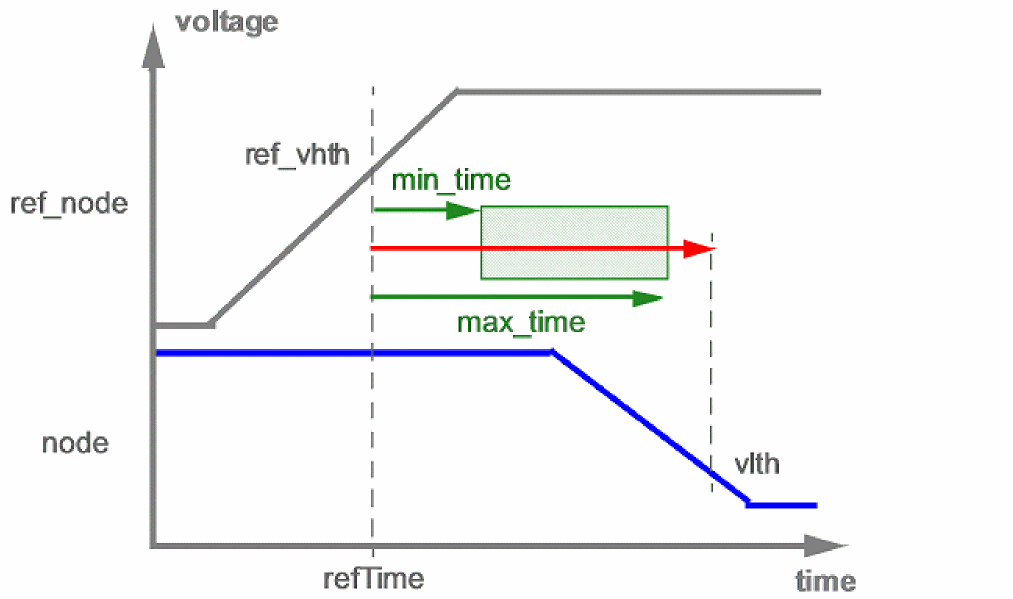 voltage
ref_vhth
min_time
ref_node
max_time
node
vlth
refTime
time